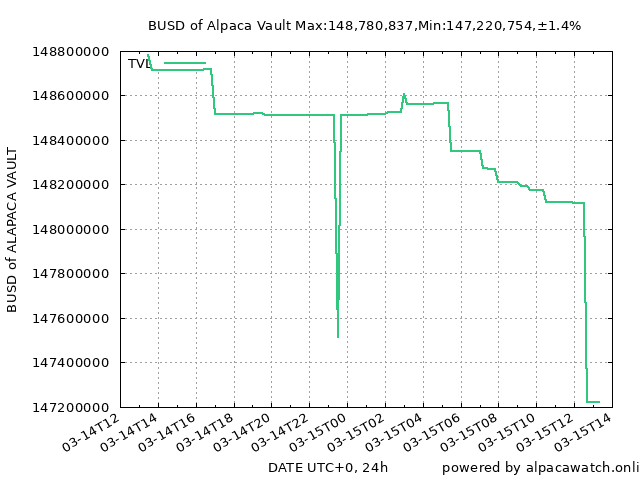 BUSD of Alpaca Vault Max:148,780,837,Min:147,220,754,±1.4%
TVL
148800000
148600000
148400000
148200000
148000000
147800000
147600000
147400000
147200000
BUSD of ALAPACA VAULT
03-14T12
03-14T14
03-14T16
03-14T18
03-14T20
03-14T22
03-15T00
03-15T02
03-15T04
03-15T06
03-15T08
03-15T10
03-15T12
03-15T14
DATE UTC+0, 24h
powered by alpacawatch.onli